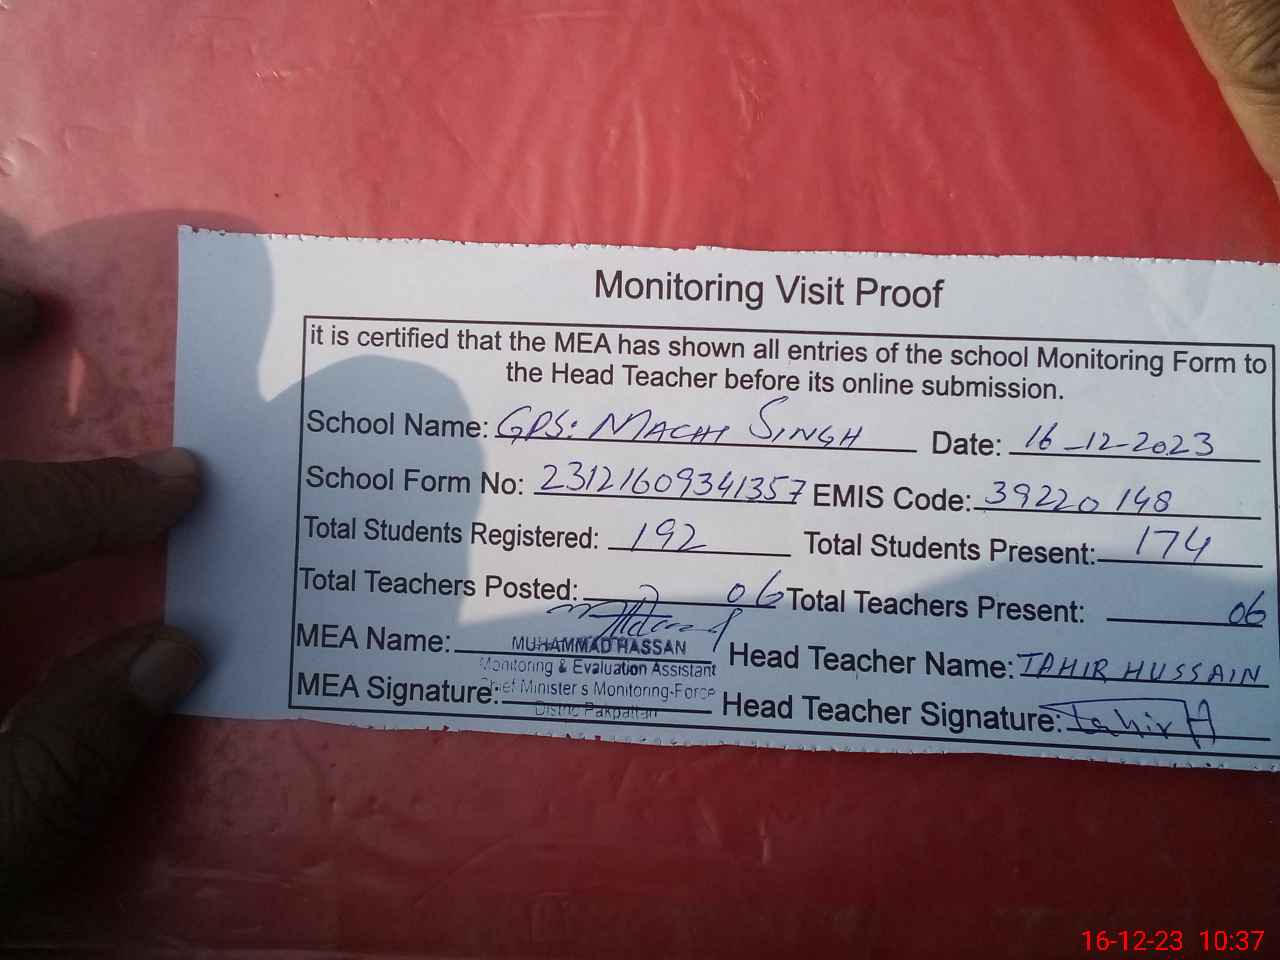 Monitoring Visit Proof
it is certified that the MEA has shown all entries of the school Monitoring Form to
the Head Teacher before its online submission.
School Name: GPS: MACHI SINGH Date: 16-12-2023
School Form No: 23121609341357 EMIS Code: 39220148
Total Students Registered: 192 Total Students Present: 174
Total Teachers Posted: 06 Total Teachers Present: 06
MEA Name: MUHAMMAD HASSAN Head Teacher Name: TAHIR HUSSAIN
Monitoring & Evaluation Assistant
MEA Signature: Chief Minister s Monitoring-Force Head Teacher Signature: Tahir H
District Pakpattan
16-12-23 10:37